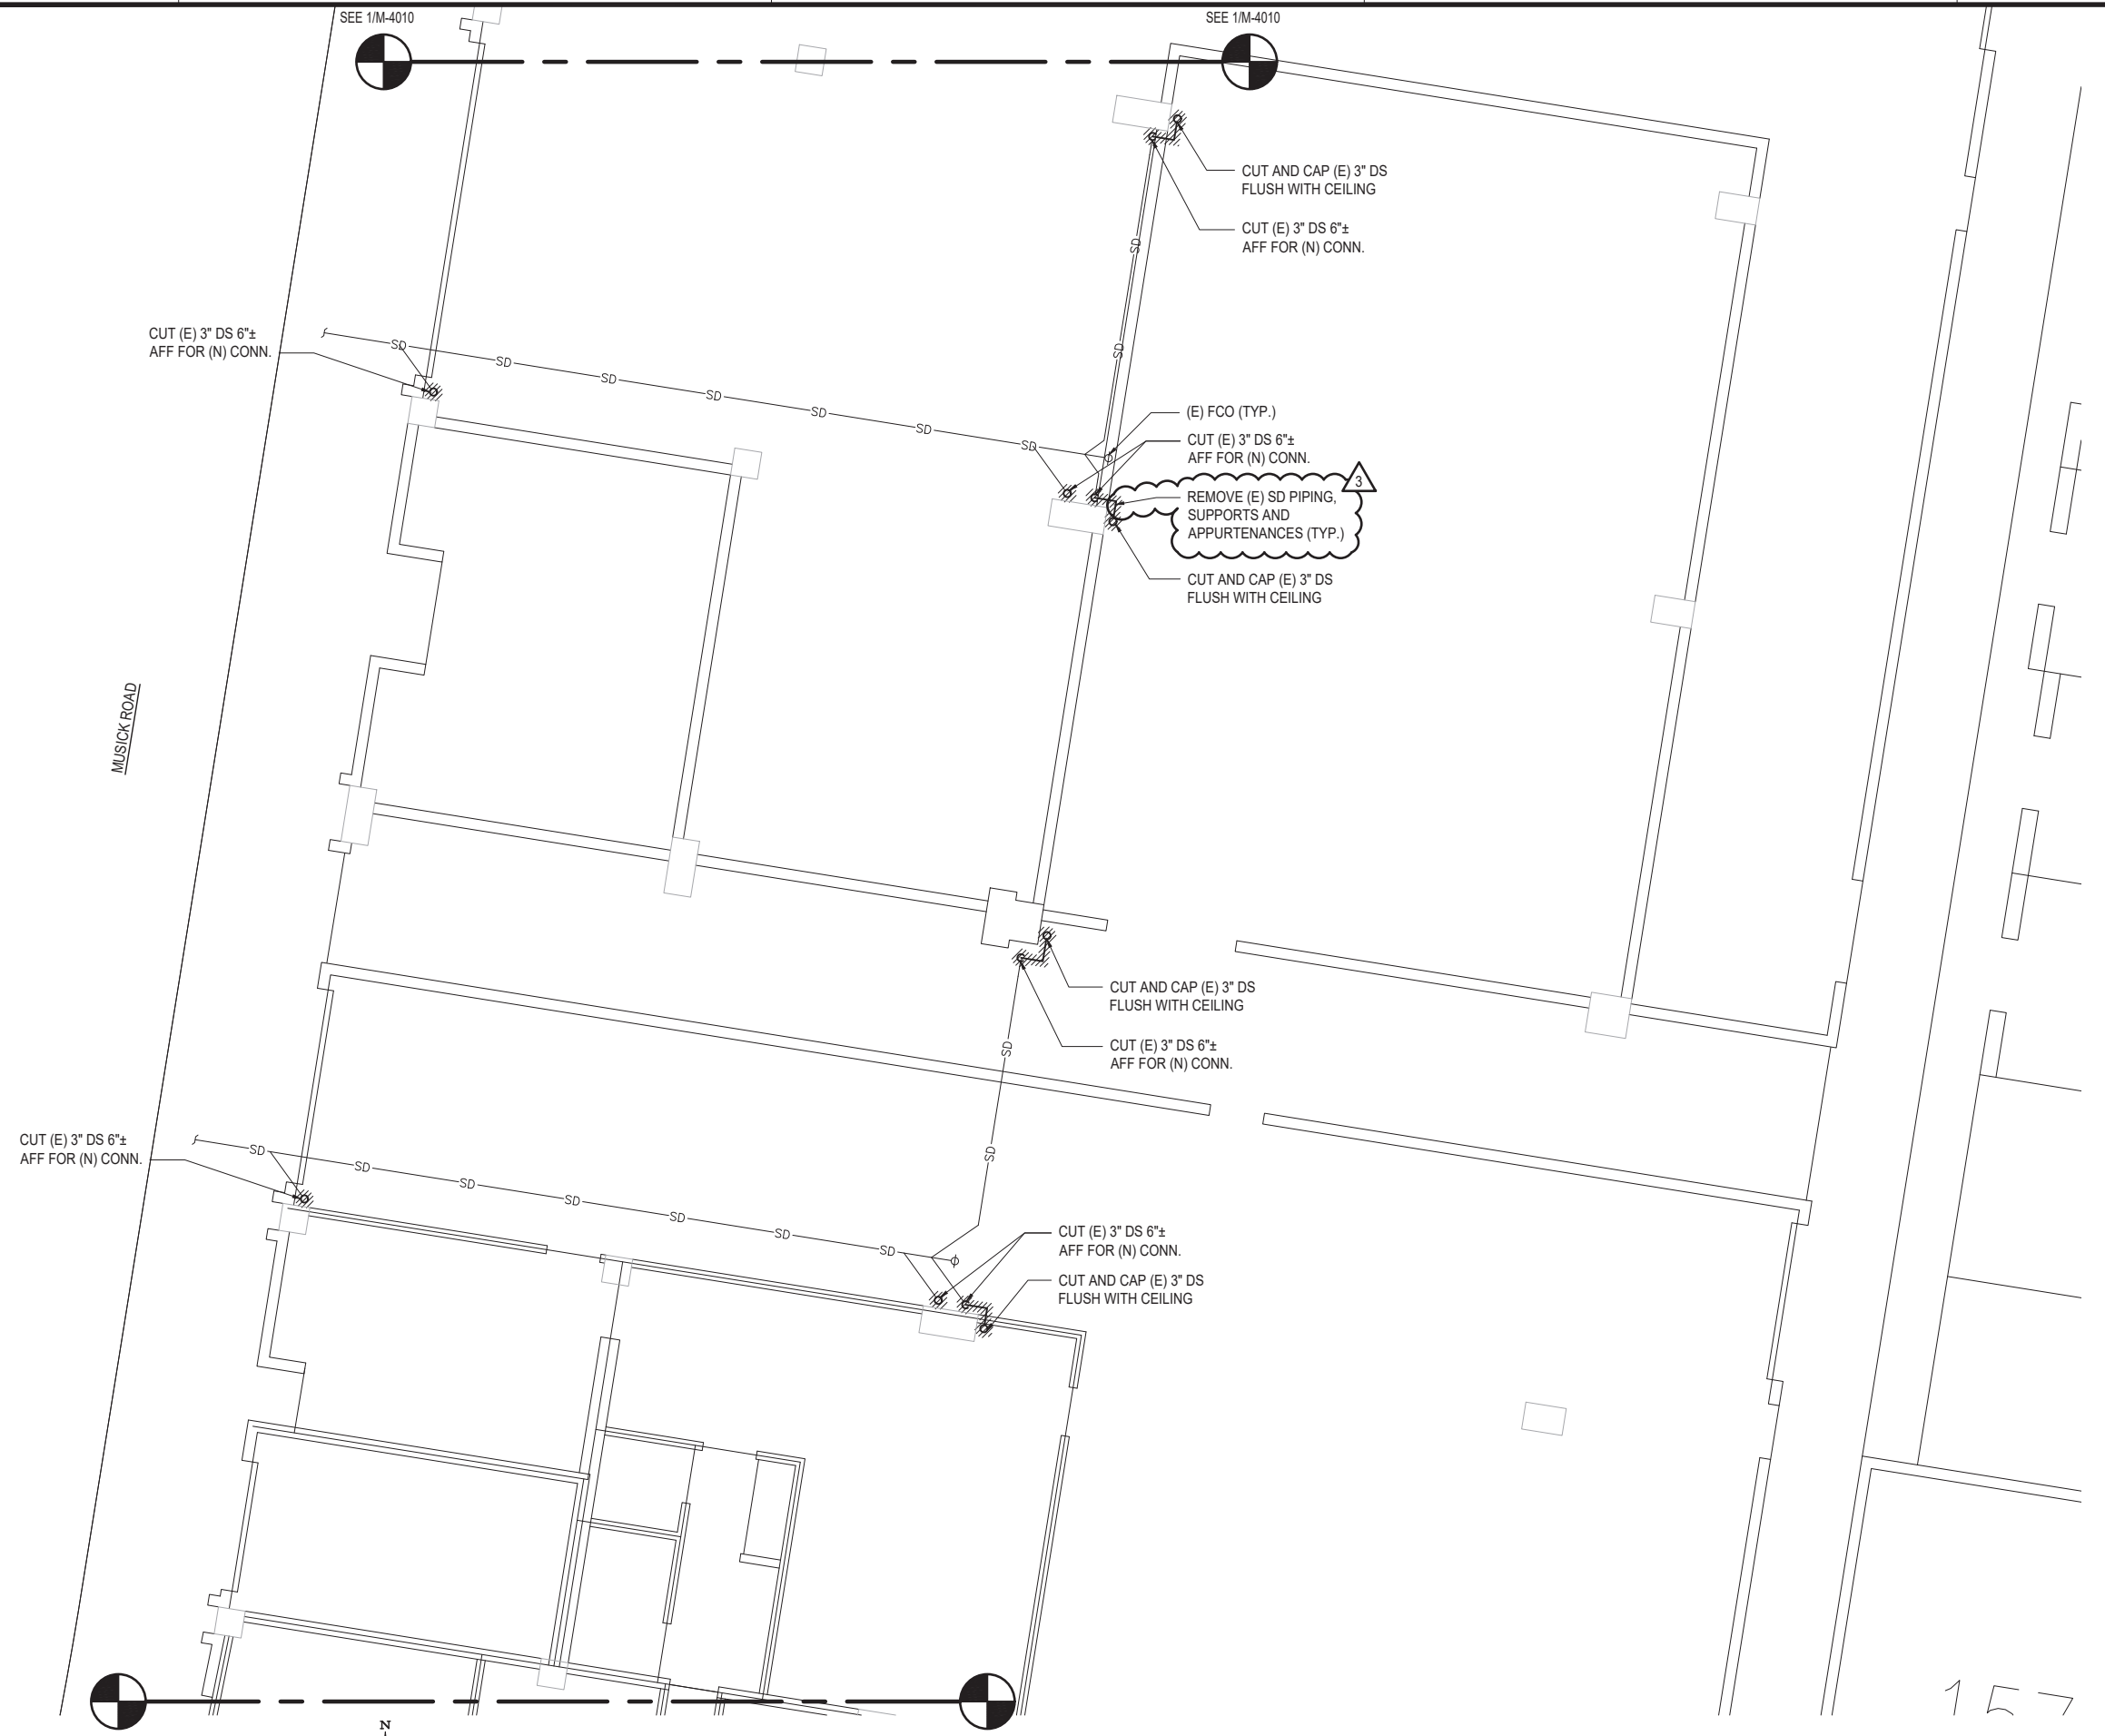 SEE 1/M-4010
SEE 1/M-4010
CUT AND CAP (E) 3" DS
FLUSH WITH CEILING
CUT (E) 3" DS 6"±
AFF FOR (N) CONN.
SD
CUT (E) 3" DS 6"±
AFF FOR (N) CONN.
SD
SD
SD
SD
SD
SD
SD
SD
(E) FCO (TYP.)
CUT (E) 3" DS 6"±
AFF FOR (N) CONN.
3
REMOVE (E) SD PIPING,
SUPPORTS AND
APPURTENANCES (TYP.)
CUT AND CAP (E) 3" DS
FLUSH WITH CEILING
MUSICK ROAD
CUT AND CAP (E) 3" DS
FLUSH WITH CEILING
CUT (E) 3" DS 6"±
AFF FOR (N) CONN.
SD
SD
CUT (E) 3" DS 6"±
AFF FOR (N) CONN.
SD
SD
SD
SD
SD
SD
SD
CUT (E) 3" DS 6"±
AFF FOR (N) CONN.
CUT AND CAP (E) 3" DS
FLUSH WITH CEILING
N